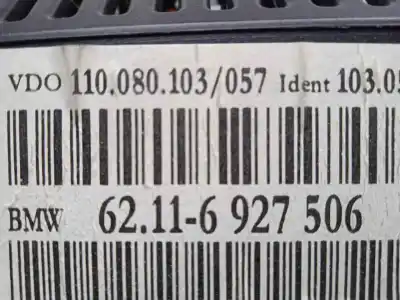 VDO 110.080.103/057 Ident 103.05
BMW 62.11-6 927 506